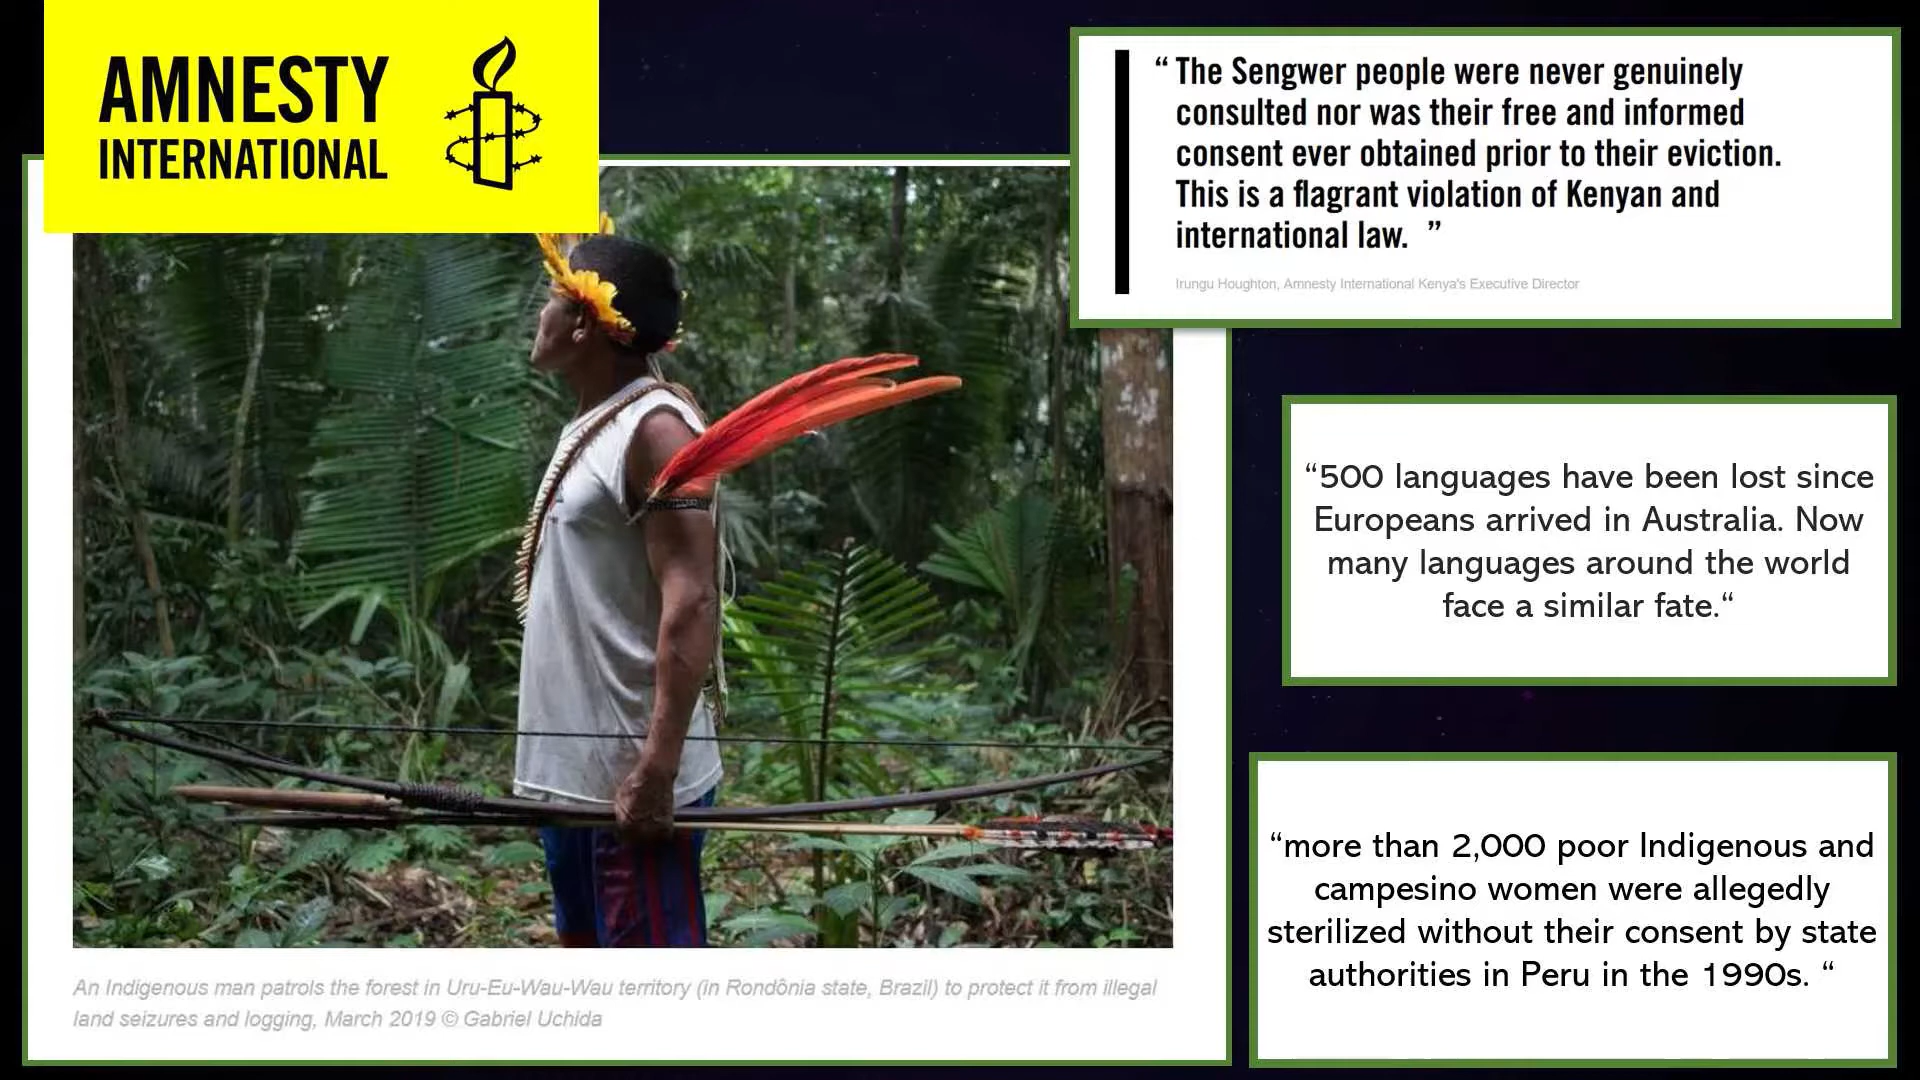 AMNESTY
INTERNATIONAL
“ The Sengwer people were never genuinely
consulted nor was their free and informed
consent ever obtained prior to their eviction.
This is a flagrant violation of Kenyan and
international law. ”
Irungu Houghton, Amnesty International Kenya's Executive Director
“500 languages have been lost since
Europeans arrived in Australia. Now
many languages around the world
face a similar fate.“
“more than 2,000 poor Indigenous and
campesino women were allegedly
sterilized without their consent by state
authorities in Peru in the 1990s. “
An Indigenous man patrols the forest in Uru-Eu-Wau-Wau territory (in Rondônia state, Brazil) to protect it from illegal
land seizures and logging, March 2019 © Gabriel Uchida